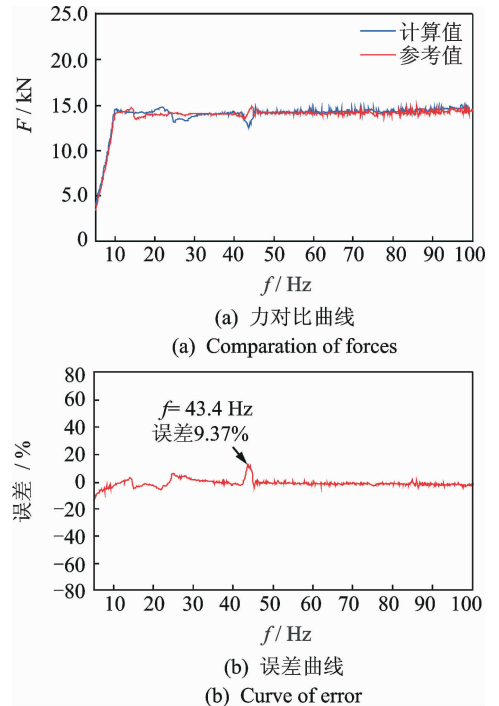 25.0
20.0
15.0
10.0
5.0
0
F / kN
计算值
参考值
10 20 30 40 50 60 70 80 90 100
f / Hz
(a) 力对比曲线
(a) Comparation of forces
80
60
40
20
0
−20
−40
−60
−80
误差 / %
f= 43.4 Hz
误差9.37%
10 20 30 40 50 60 70 80 90 100
f / Hz
(b) 误差曲线
(b) Curve of error